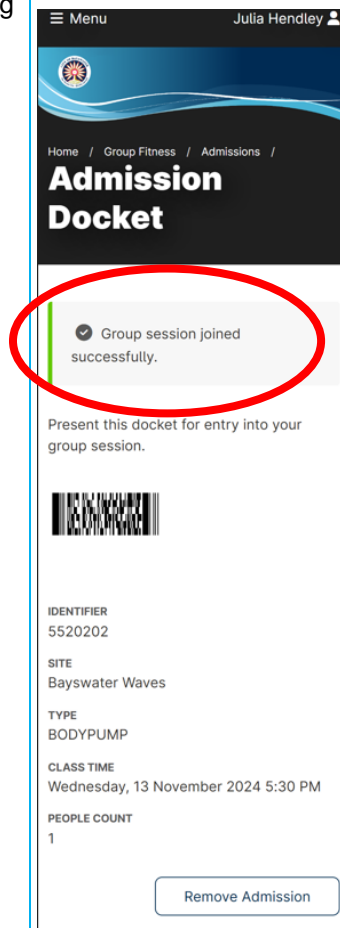 g
Menu Julia Hendley
Home / Group Fitness / Admissions /
Admission
Docket
Group session joined
successfully.
Present this docket for entry into your
group session.
IDENTIFIER
5520202
SITE
Bayswater Waves
TYPE
BODYPUMP
CLASS TIME
Wednesday, 13 November 2024 5:30 PM
PEOPLE COUNT
1
Remove Admission